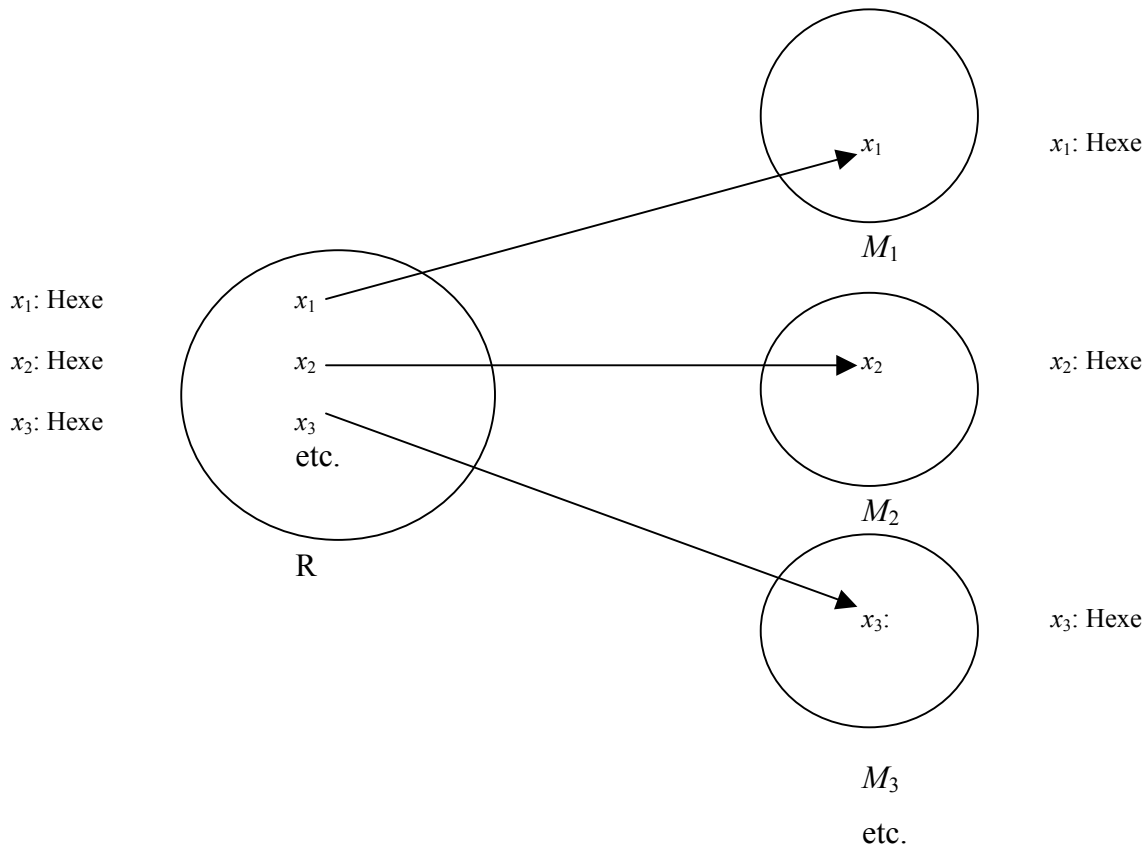 x₁ x₁: Hexe
M₁
x₁: Hexe x₁
x₂: Hexe x₂ x₂ x₂: Hexe
x₃: Hexe x₃
etc.
M₂
R
x₃: x₃: Hexe
M₃
etc.